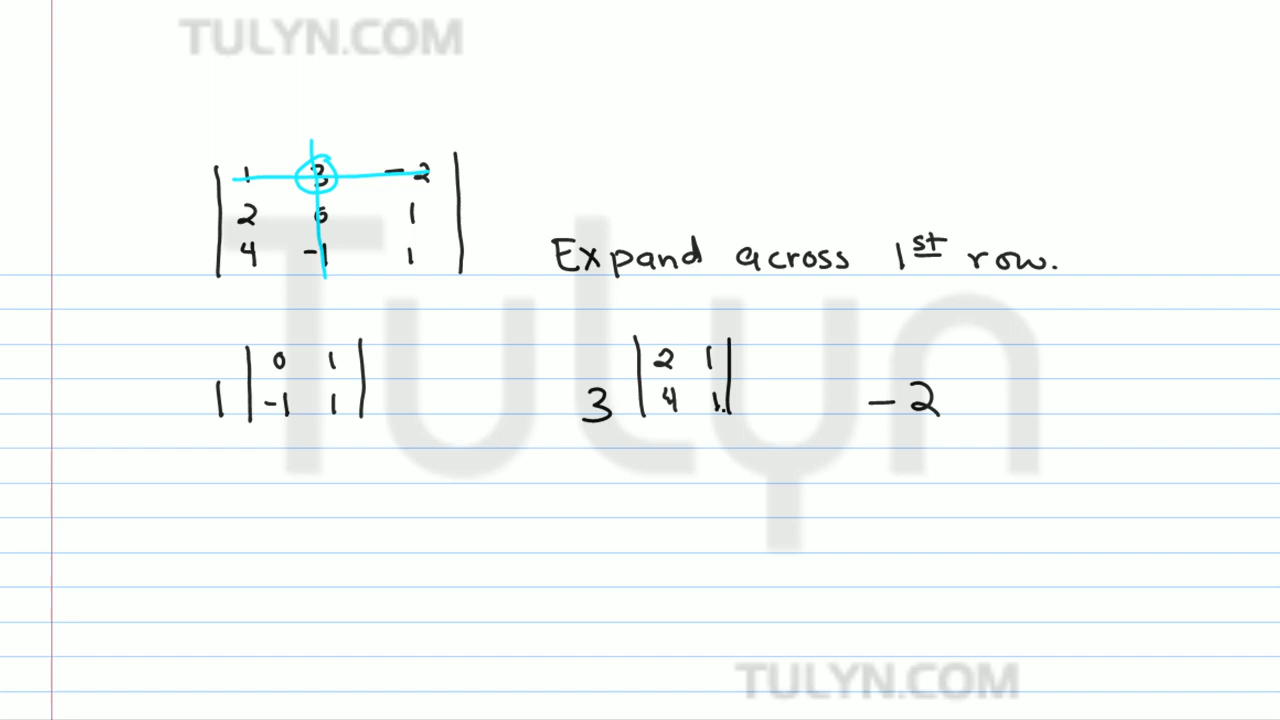 TULYN.COM
1 3 -2
2 0 1
4 -1 1
Expand across 1st row.
Tulyn
1 | 0 1 | 3 | 2 1 | -2
| -1 1 | | 4 1. |
TULYN.COM